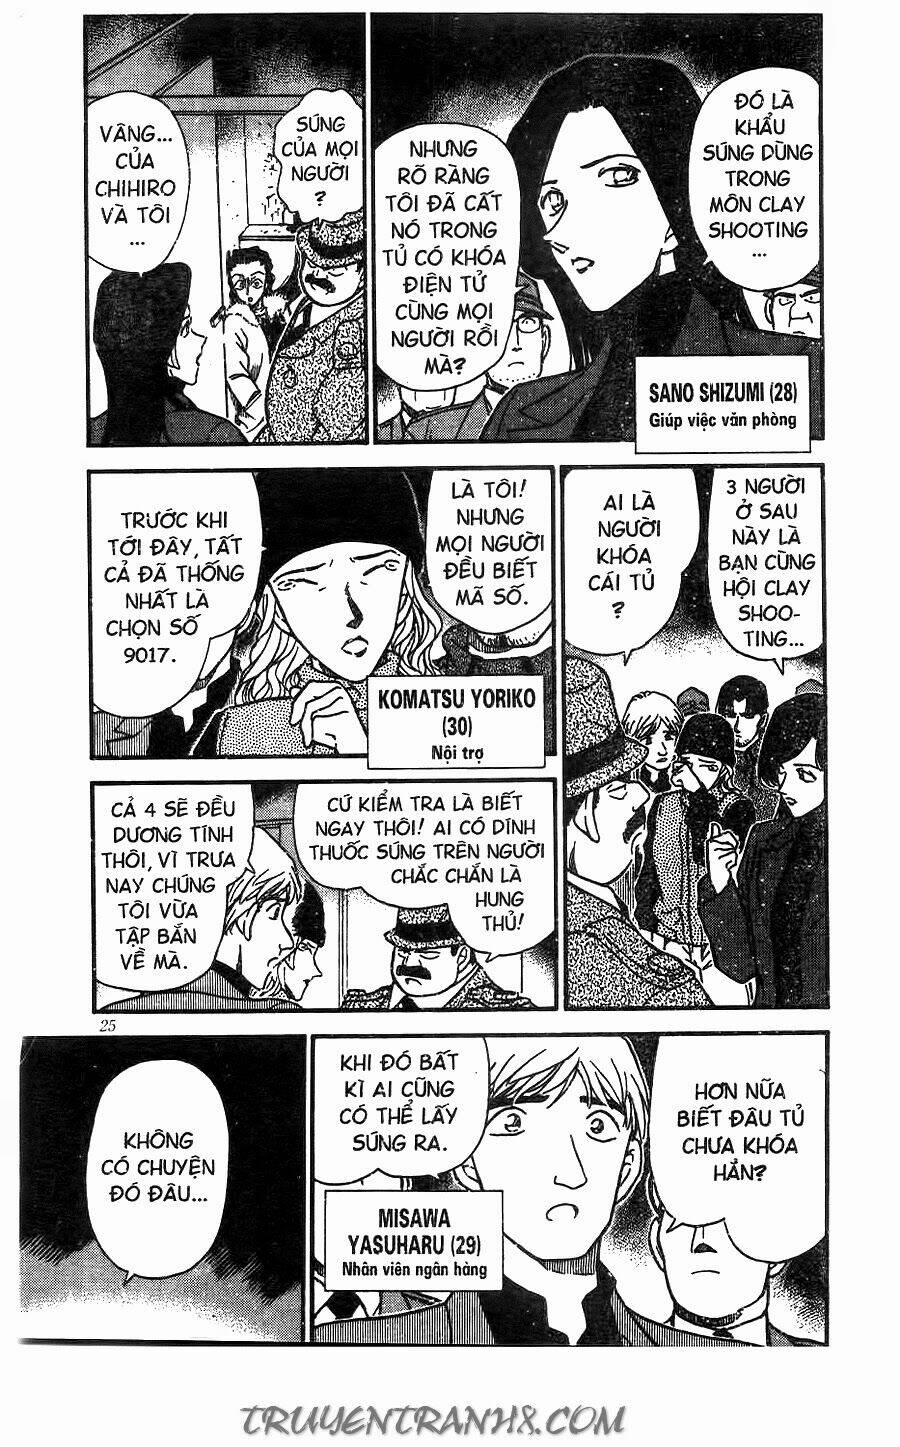 ĐÓ LÀ
KHẨU
SÚNG DÙNG
TRONG
MÔN CLAY
SHOOTING
...
NHƯNG
RÕ RÀNG
TÔI ĐÃ CẤT
NÓ TRONG
TỦ CÓ KHÓA
ĐIỆN TỬ
CÙNG MỌI
NGƯỜI RỒI
MÀ?
SANO SHIZUMI (28)
Giúp việc văn phòng
SÚNG
CỦA MỌI
NGƯỜI
?
VÂNG...
CỦA
CHIHIRO
VÀ TÔI
...
3 NGƯỜI
Ở SAU
NÀY LÀ
BẠN CÙNG
HỘI CLAY
SHOO-
TING...
AI LÀ
NGƯỜI
KHÓA
CÁI TỦ
?
LÀ TÔI!
NHƯNG
MỌI NGƯỜI
ĐỀU BIẾT
MÃ SỐ.
TRƯỚC KHI
TỚI ĐÂY, TẤT
CẢ ĐÃ THỐNG
NHẤT LÀ
CHỌN SỐ
9017.
KOMATSU YORIKO
(30)
Nội trợ
CỨ KIỂM TRA LÀ BIẾT
NGAY THÔI! AI CÓ DÍNH
THUỐC SÚNG TRÊN NGƯỜI
CHẮC CHẮN LÀ
HUNG
THỦ!
CẢ 4 SẼ ĐỀU
DƯƠNG TÍNH
THÔI, VÌ TRƯA
NAY CHÚNG
TÔI VỪA
TẬP BẮN
VỀ MÀ.
25
HƠN NỮA
BIẾT ĐÂU TỦ
CHƯA KHÓA
HẲN?
KHI ĐÓ BẤT
KÌ AI CŨNG
CÓ THỂ LẤY
SÚNG RA.
MISAWA
YASUHARU (29)
Nhân viên ngân hàng
KHÔNG
CÓ CHUYỆN
ĐÓ ĐÂU...
TRUYENTRANH8.COM